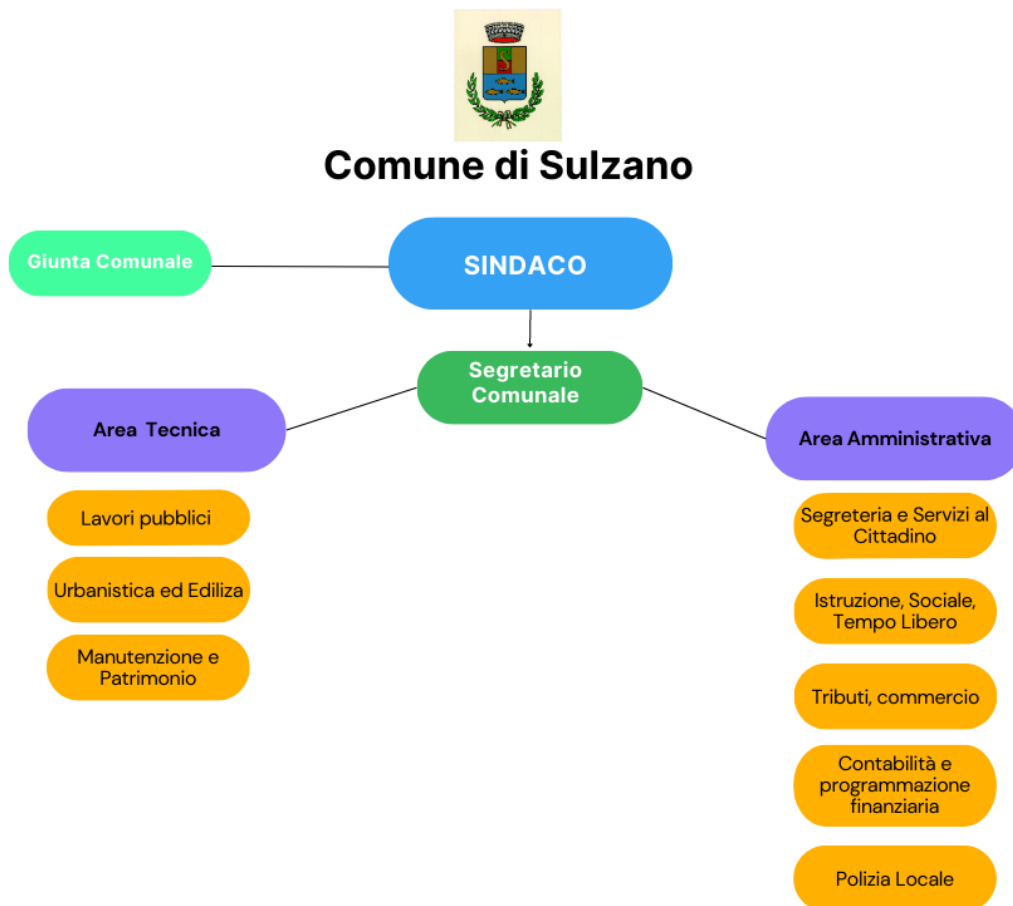 Comune di Sulzano
Giunta Comunale
SINDACO
Segretario
Comunale
Area Tecnica
Lavori pubblici
Urbanistica ed Ediliza
Manutenzione e
Patrimonio
Area Amministrativa
Segreteria e Servizi al
Cittadino
Istruzione, Sociale,
Tempo Libero
Tributi, commercio
Contabilità e
programmazione
finanziaria
Polizia Locale